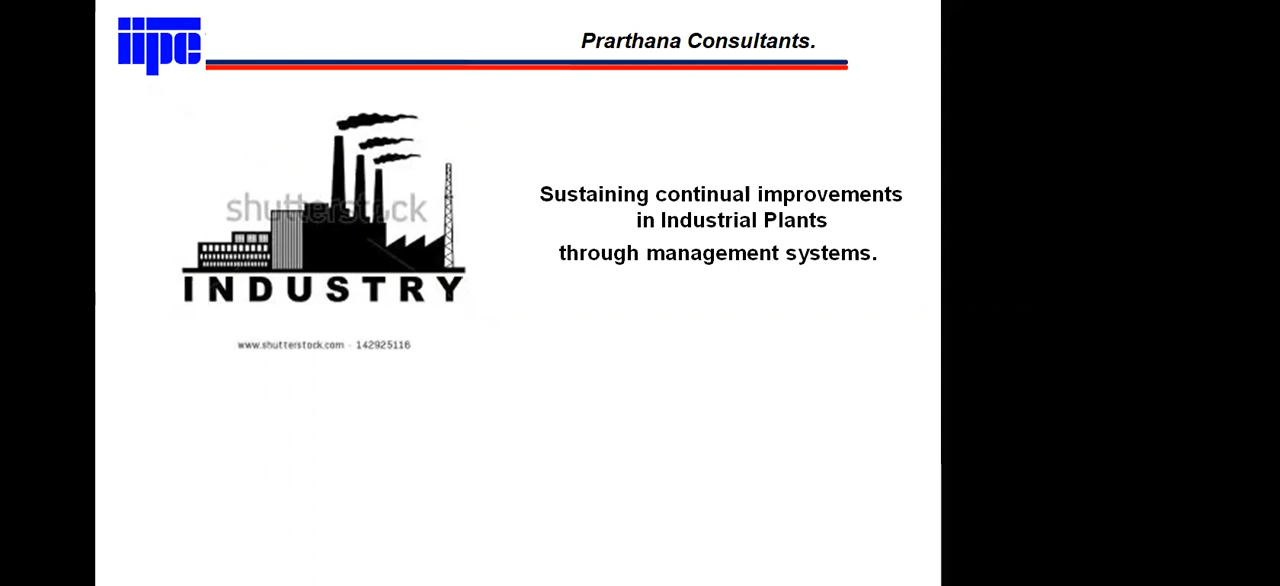 iipc
Prarthana Consultants.
shutterstock
INDUSTRY
www.shutterstock.com · 142925116
Sustaining continual improvements
in Industrial Plants
through management systems.